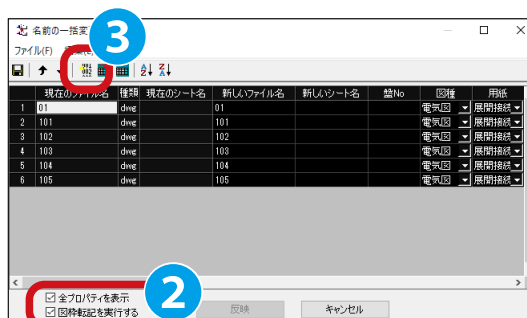 名前の一括変
3
ファイル(F)
現在のファイル名 種類 現在のシート名 新しいファイル名 新しいシート名 盤No 図種 用紙
1 01 dwg 01 電気図 展開接続
2 101 dwg 101 電気図 展開接続
3 102 dwg 102 電気図 展開接続
4 103 dwg 103 電気図 展開接続
5 104 dwg 104 電気図 展開接続
6 105 dwg 105 電気図 展開接続
全プロパティを表示
2
図枠転記を実行する
反映 キャンセル